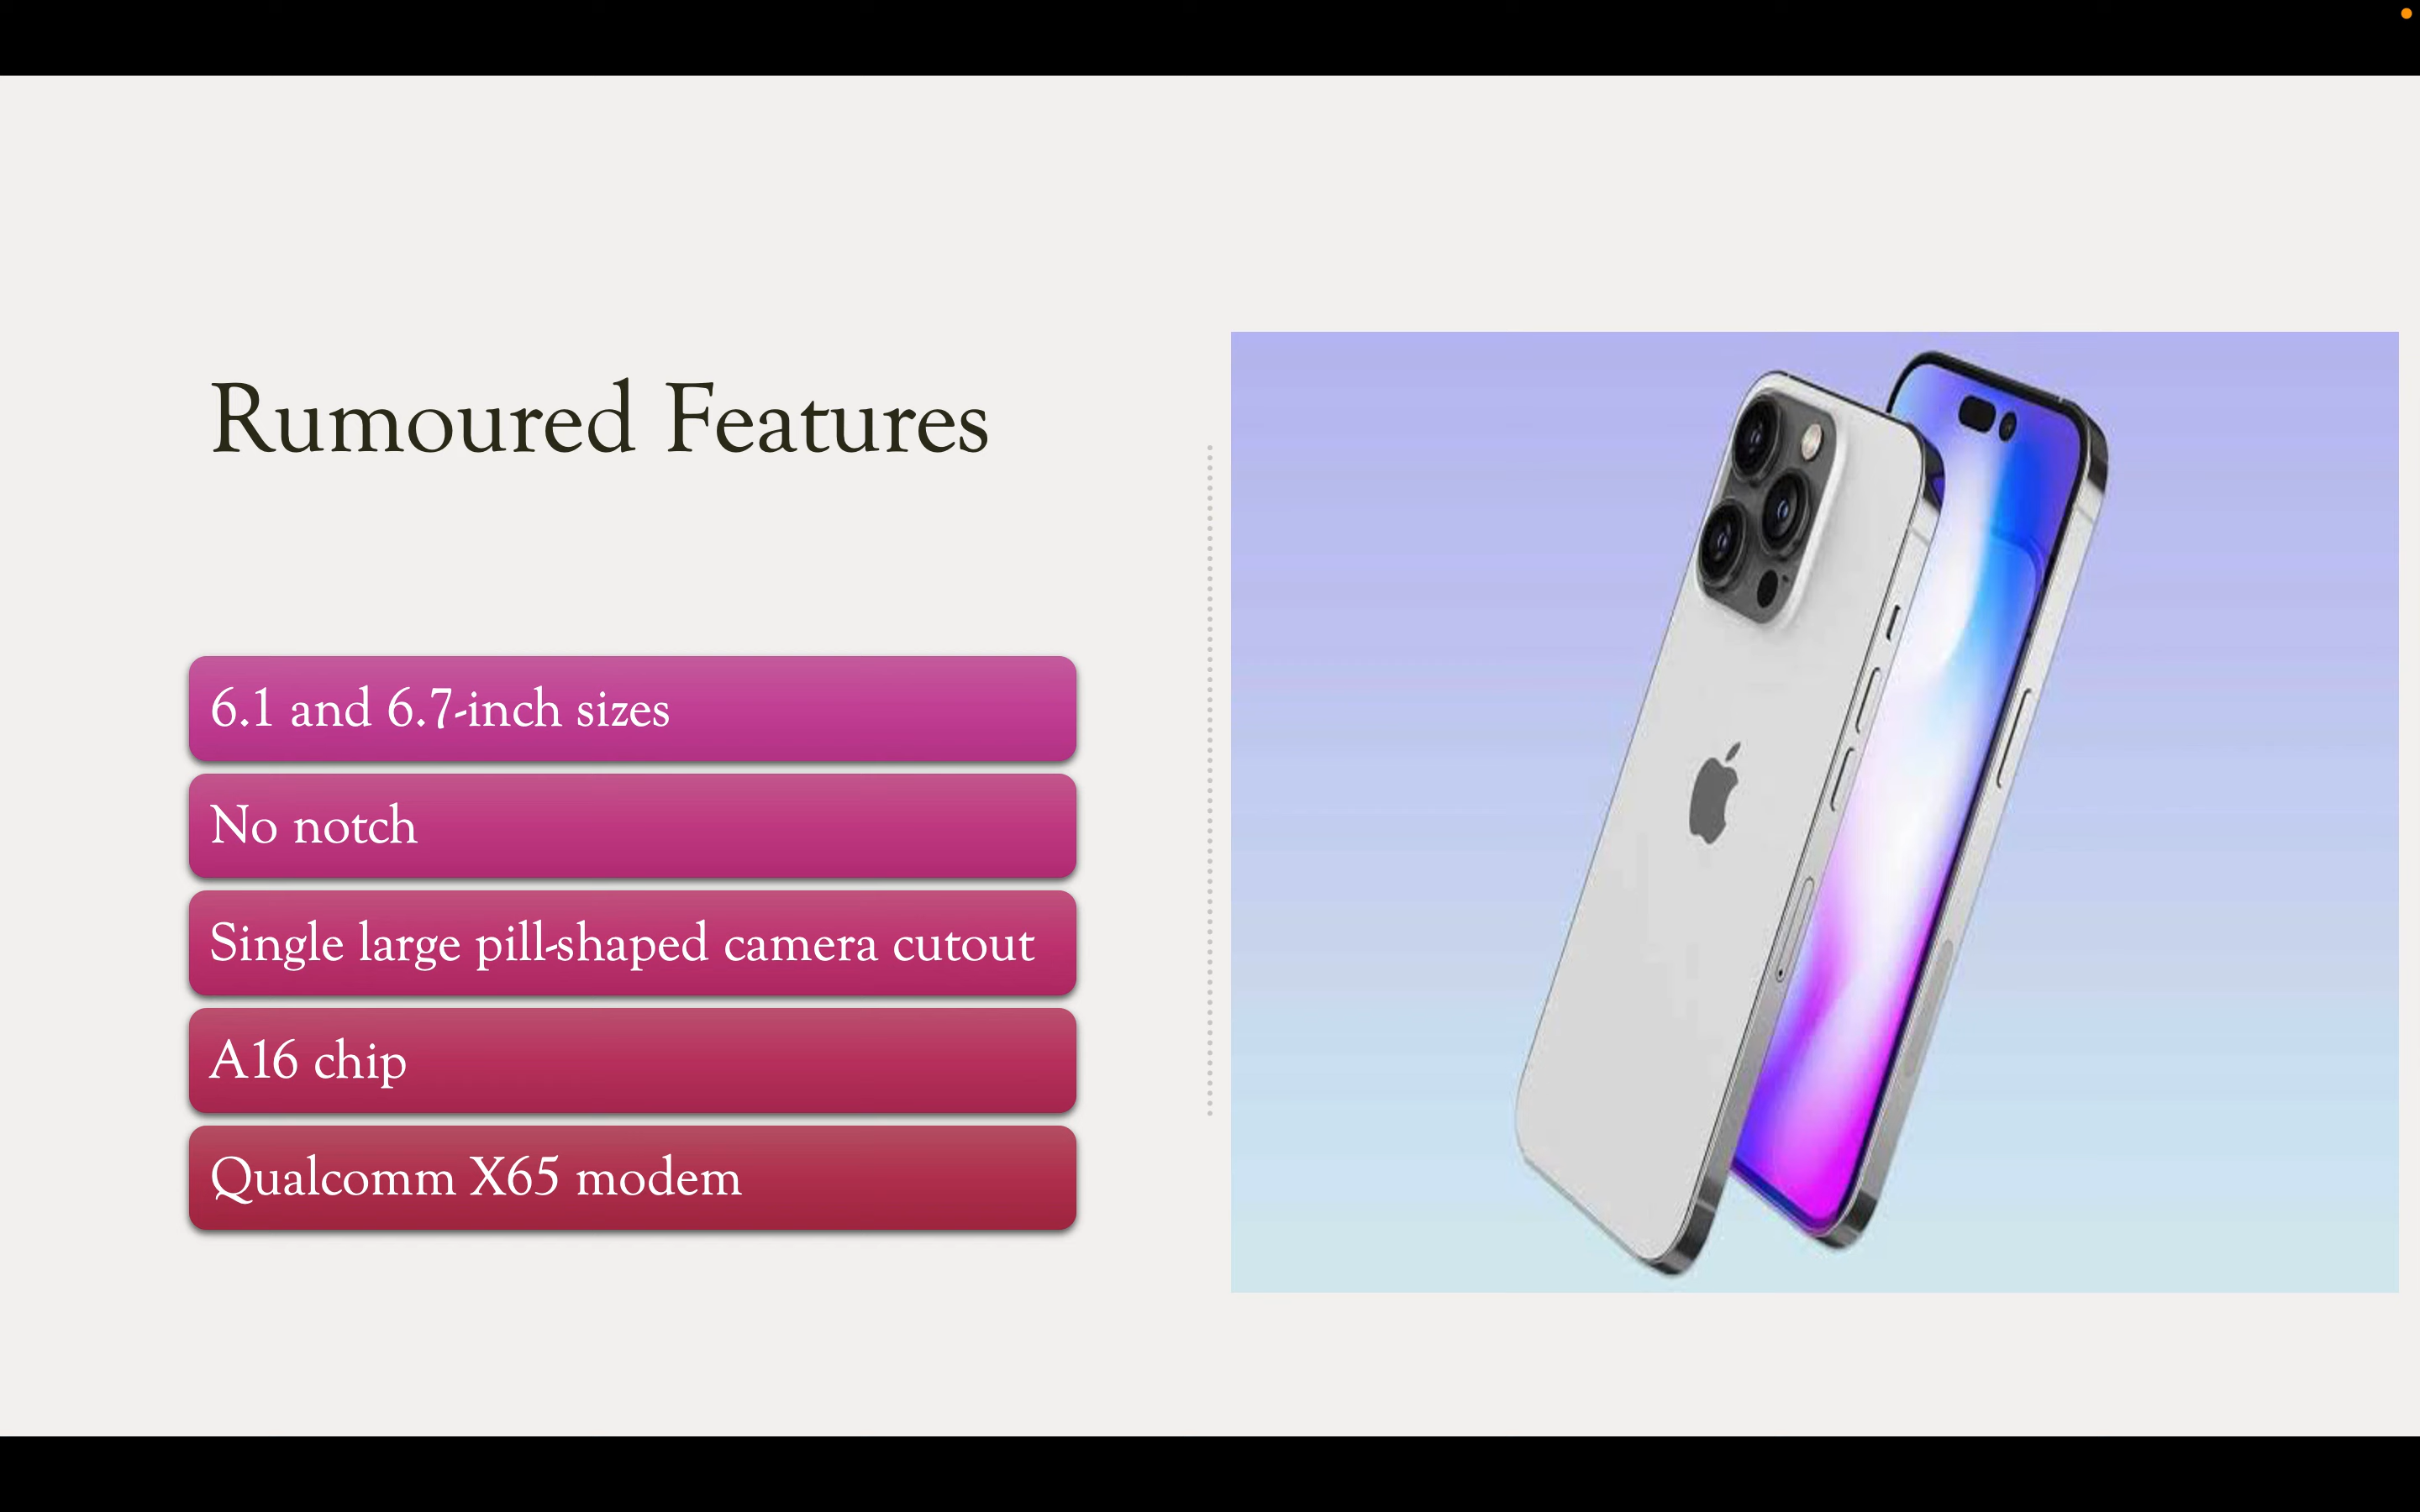 Rumoured Features
6.1 and 6.7-inch sizes
No notch
Single large pill-shaped camera cutout
A16 chip
Qualcomm X65 modem